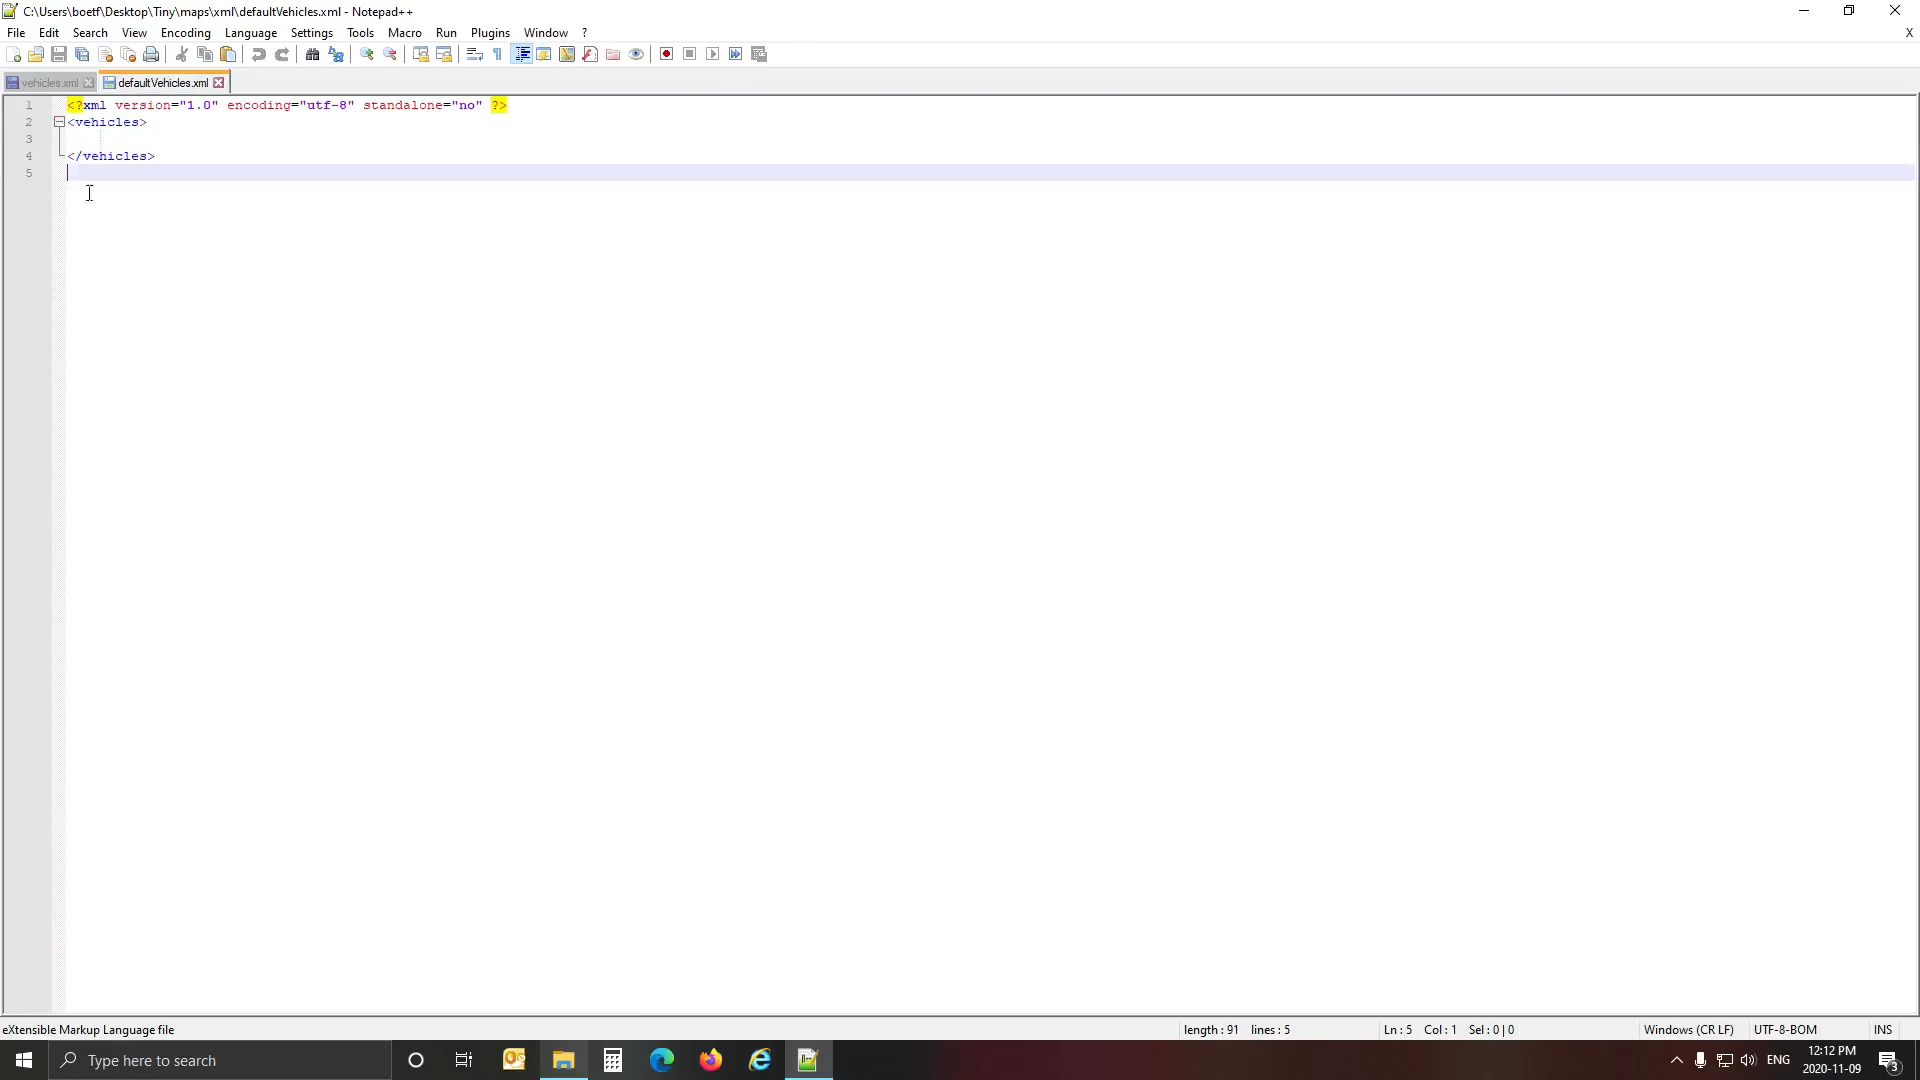 C:\Users\boetf\Desktop\Tiny\maps\xml\defaultVehicles.xml - Notepad++
File Edit Search View Encoding Language Settings Tools Macro Run Plugins Window ? X
vehicles.xml defaultVehicles.xml
1 <?xml version="1.0" encoding="utf-8" standalone="no" ?>
2 <vehicles>
3
4 </vehicles>
5
eXtensible Markup Language file length : 91 lines : 5 Ln : 5 Col : 1 Sel : 0 | 0 Windows (CR LF) UTF-8-BOM INS
Type here to search ENG 12:12 PM
2020-11-09 3